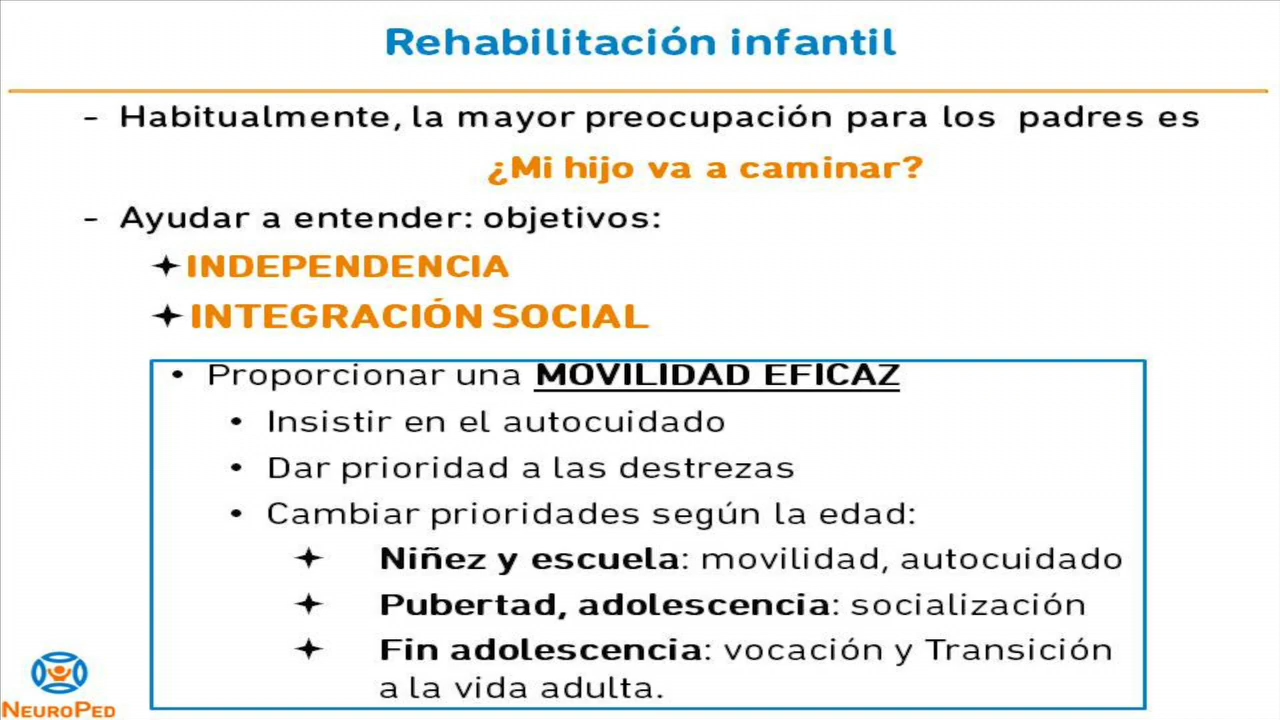 Rehabilitación infantil
- Habitualmente, la mayor preocupación para los padres es
¿Mi hijo va a caminar?
- Ayudar a entender: objetivos:
✦INDEPENDENCIA
✦INTEGRACIÓN SOCIAL
• Proporcionar una MOVILIDAD EFICAZ
• Insistir en el autocuidado
• Dar prioridad a las destrezas
• Cambiar prioridades según la edad:
✦ Niñez y escuela: movilidad, autocuidado
✦ Pubertad, adolescencia: socialización
✦ Fin adolescencia: vocación y Transición
a la vida adulta.
NEUROPED